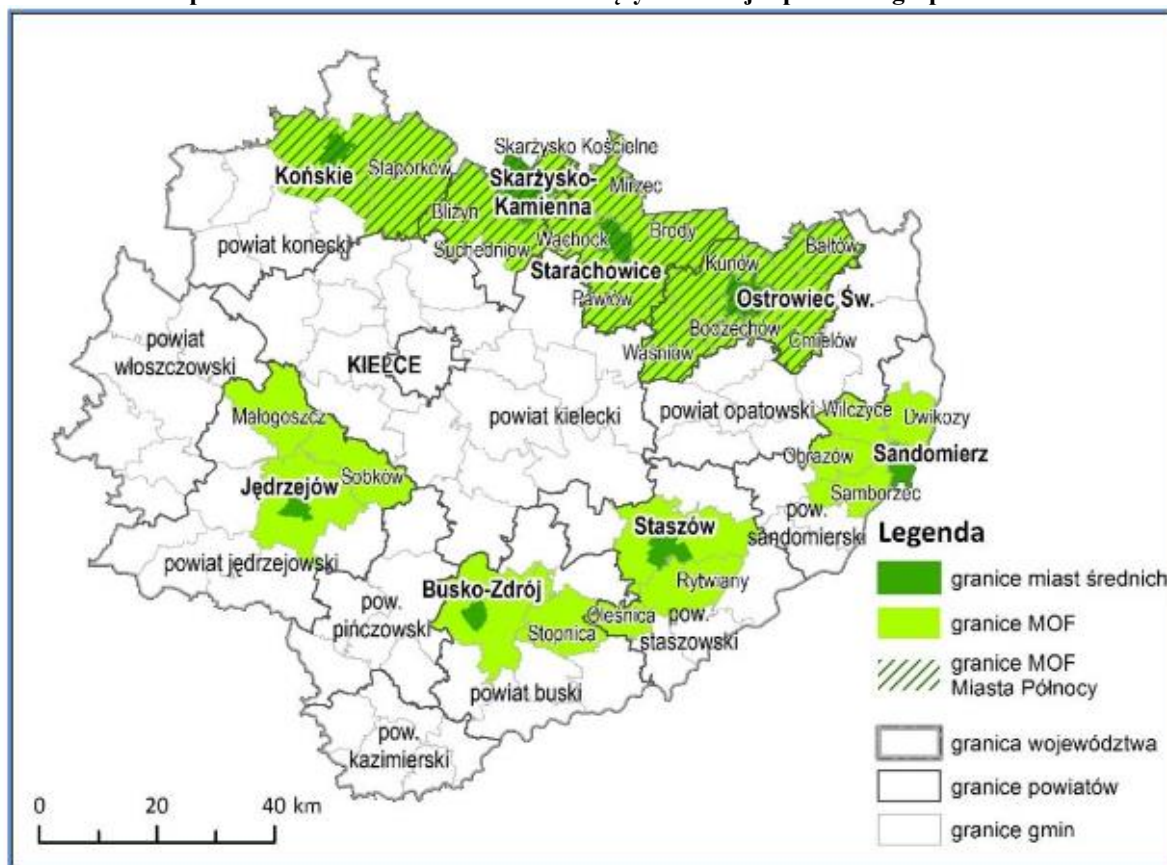 Skarżysko Kościelne
Końskie
Stąporków
Skarżysko-
Kamienna
Mirzec
Bliżyn
powiat konecki
Suchedniow
Wąchock
Brody
Starachowice
Kunów
Bałtów
Ostrowiec Św.
Pawłów
Bodzechów
Ćmielów
Waśniów
powiat
włoszczowski
KIELCE
powiat kielecki
powiat opatowski
Wilczyce
Dwikozy
Małogoszcz
Obrazów
Sandomierz
Sobków
Jędrzejów
Samborzec
pow.
sandomierski
Staszów
powiat jędrzejowski
Rytwiany
Busko-Zdrój
pow.
pińczowski
Oleśnica
Stopnica
pow.
staszowski
powiat buski
pow.
kazimierski
Legenda
granice miast średnich
granice MOF
granice MOF
Miasta Północy
granica województwa
granice powiatów
granice gmin
0 20 40 km